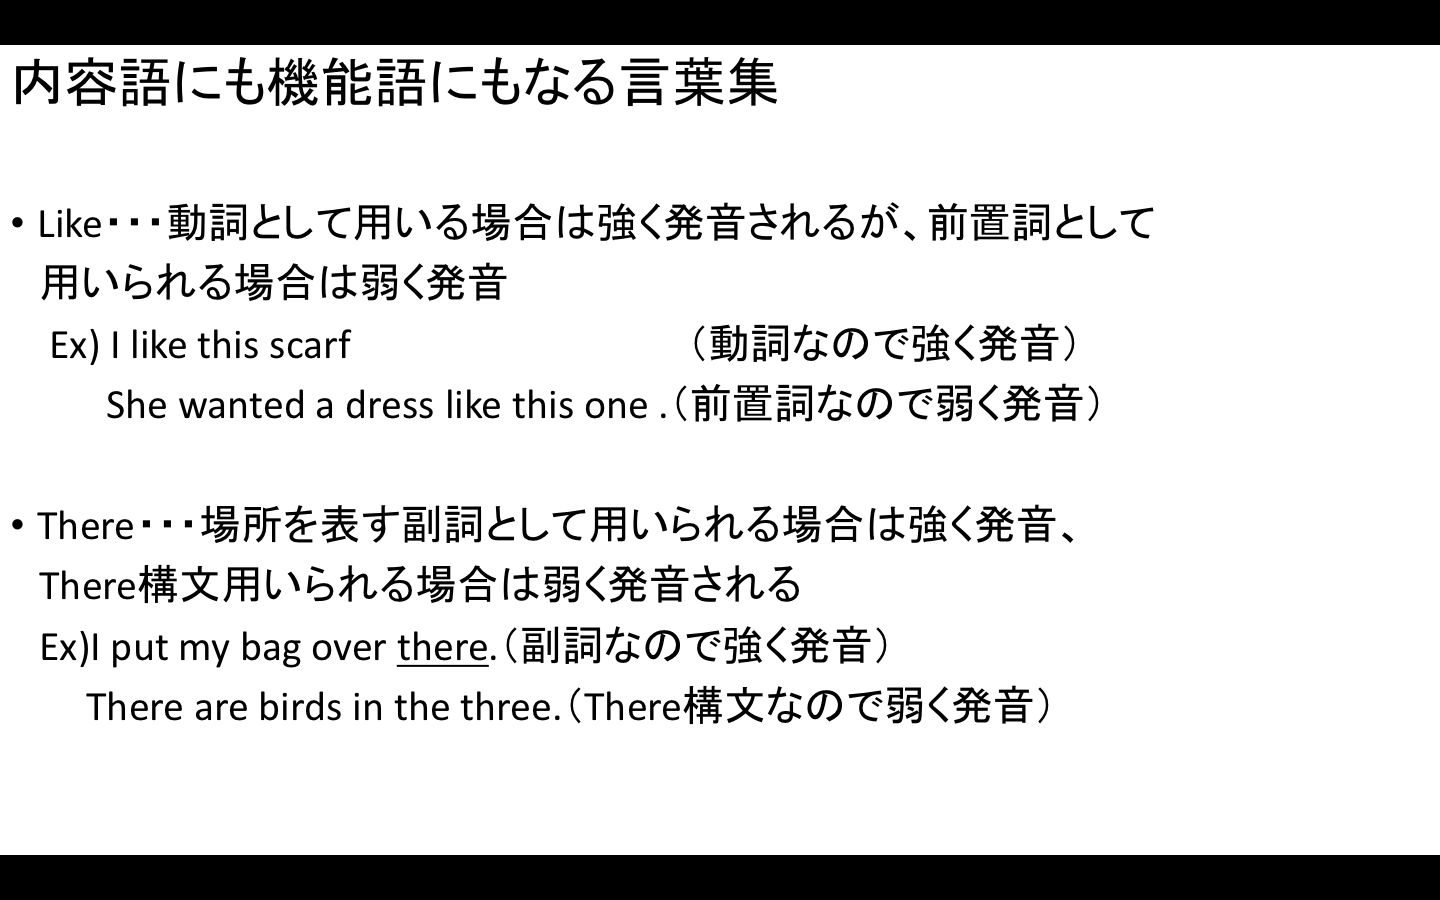 内容語にも機能語にもなる言葉集
• Like・・・動詞として用いる場合は強く発音されるが、前置詞として
用いられる場合は弱く発音
Ex) I like this scarf （動詞なので強く発音）
She wanted a dress like this one .（前置詞なので弱く発音）
• There・・・場所を表す副詞として用いられる場合は強く発音、
There構文用いられる場合は弱く発音される
Ex)I put my bag over there.（副詞なので強く発音）
There are birds in the three.（There構文なので弱く発音）